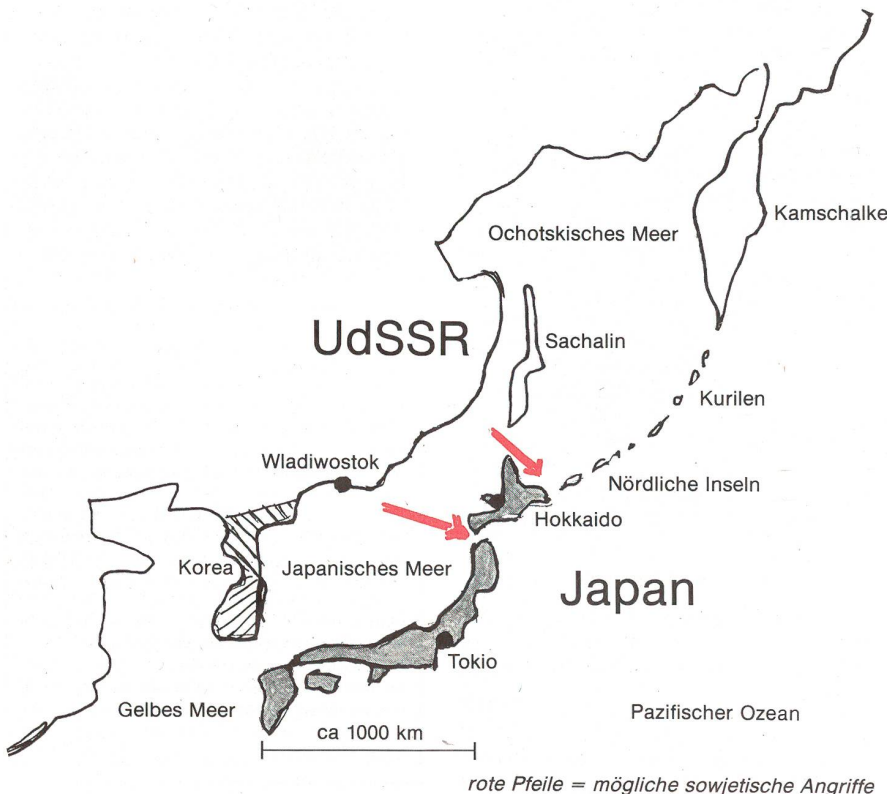 Kamschalke
Ochotskisches Meer
UdSSR
Sachalin
Kurilen
Wladiwostok
Nördliche Inseln
Hokkaido
Korea
Japanisches Meer
Japan
Tokio
Gelbes Meer
Pazifischer Ozean
ca 1000 km
rote Pfeile = mögliche sowjetische Angriffe